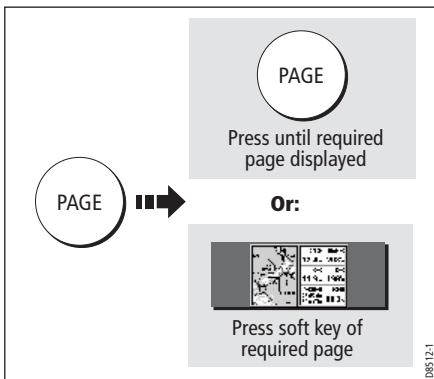 PAGE
Press until required
page displayed
PAGE
Or:
Press soft key of
required page
D8512-1